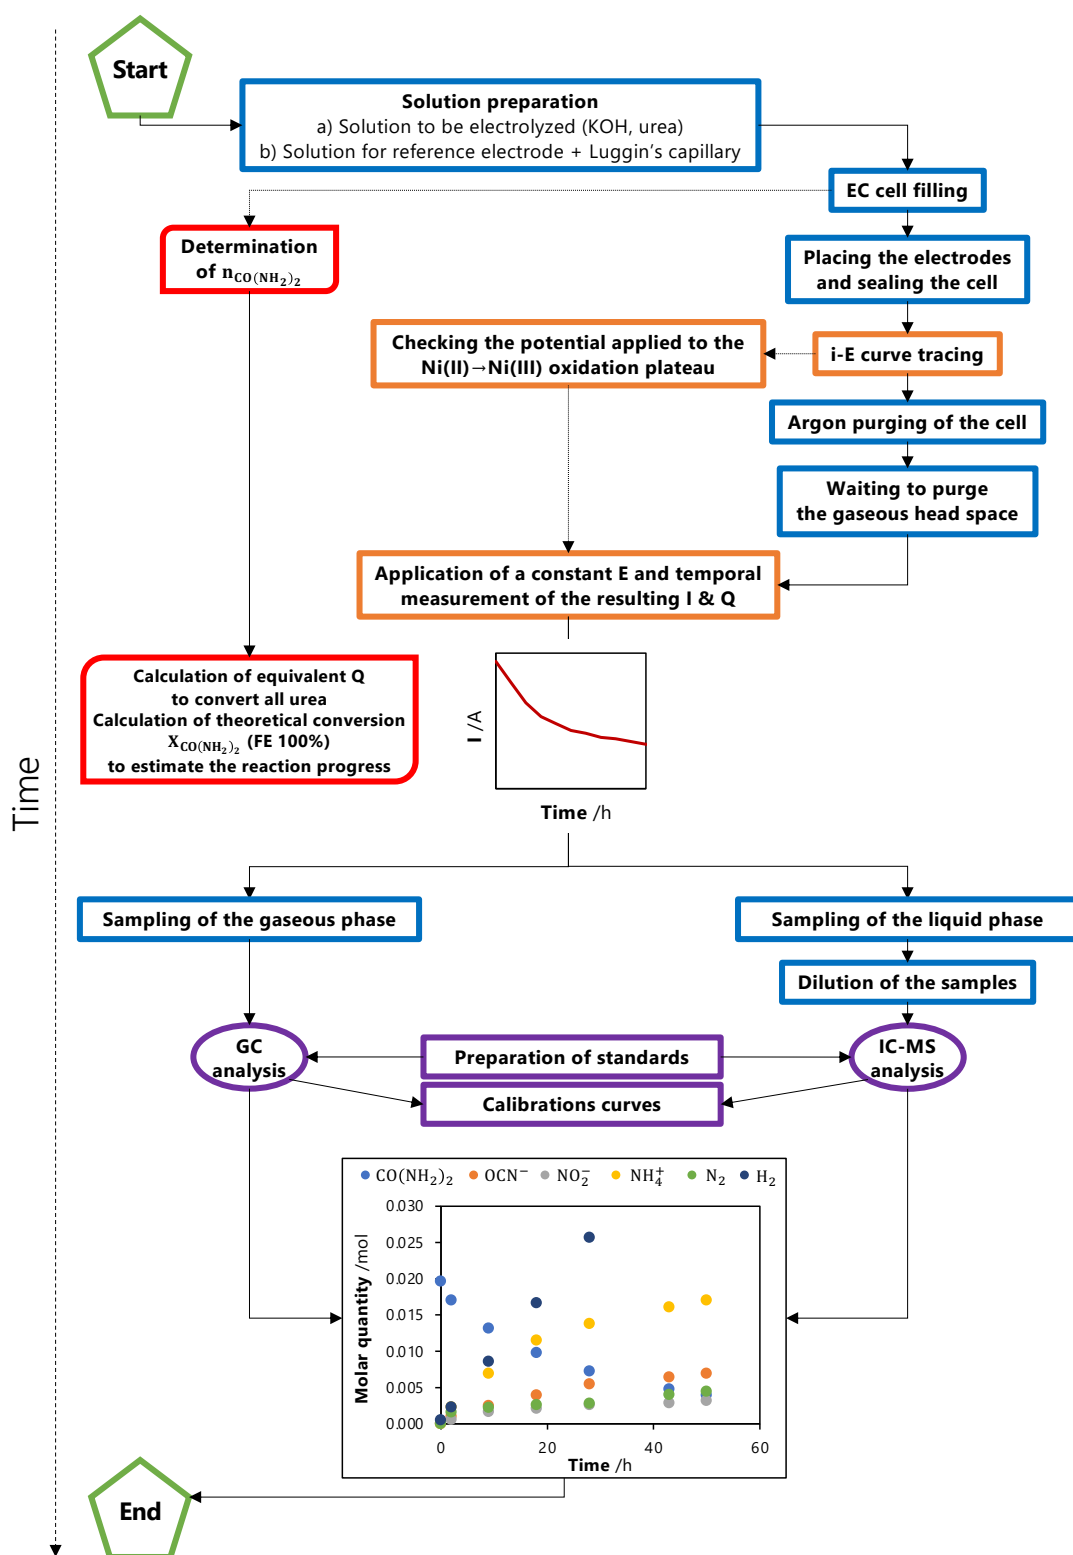 Start
Solution preparation
a) Solution to be electrolyzed (KOH, urea)
b) Solution for reference electrode + Luggin's capillary
EC cell filling
Determination
of n_CO(NH₂)₂
Placing the electrodes
and sealing the cell
Checking the potential applied to the
Ni(II)→Ni(III) oxidation plateau
i-E curve tracing
Argon purging of the cell
Waiting to purge
the gaseous head space
Application of a constant E and temporal
measurement of the resulting I & Q
Calculation of equivalent Q
to convert all urea
Calculation of theoretical conversion
X_CO(NH₂)₂ (FE 100%)
to estimate the reaction progress
I /A
Time /h
Time
Sampling of the gaseous phase
Sampling of the liquid phase
Dilution of the samples
GC
analysis
Preparation of standards
IC-MS
analysis
Calibrations curves
CO(NH₂)₂ OCN⁻ NO₂⁻ NH₄⁺ N₂ H₂
0.030
0.025
0.020
0.015
0.010
0.005
0.000
Molar quantity /mol
0 20 40 60
Time /h
End